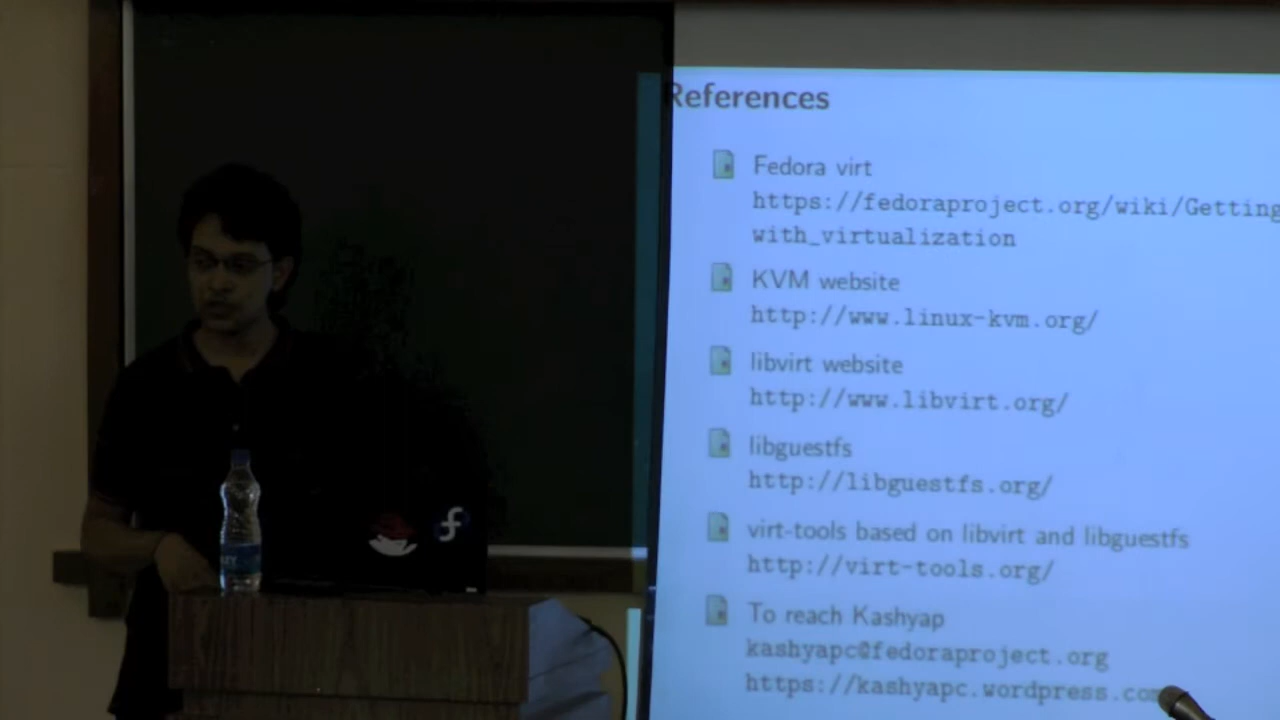 References
Fedora virt
https://fedoraproject.org/wiki/Getting
with_virtualization
KVM website
http://www.linux-kvm.org/
libvirt website
http://www.libvirt.org/
libguestfs
http://libguestfs.org/
virt-tools based on libvirt and libguestfs
http://virt-tools.org/
To reach Kashyap
kashyapc@fedoraproject.org
https://kashyapc.wordpress.com